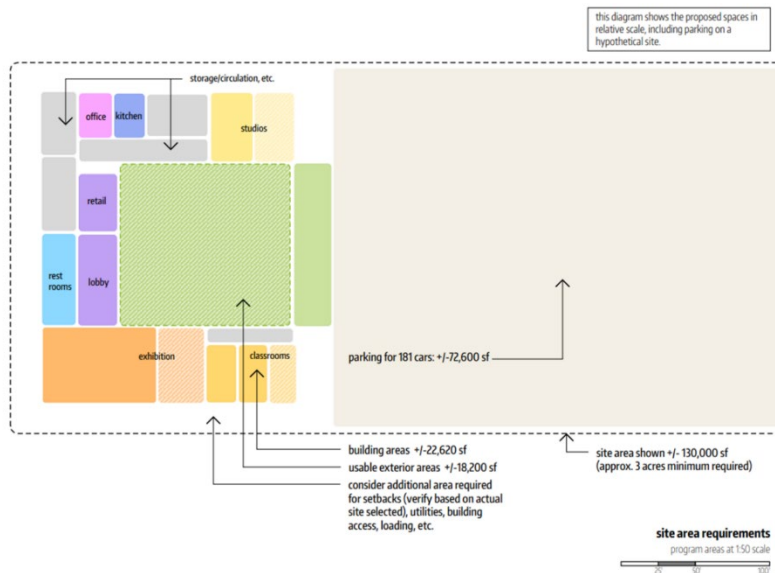 this diagram shows the proposed spaces in
relative scale, including parking on a
hypothetical site.
storage/circulation, etc.
office
kitchen
studios
retail
rest
rooms
lobby
exhibition
classrooms
parking for 181 cars: +/-72,600 sf
building areas +/-22,620 sf
usable exterior areas +/-18,200 sf
consider additional area required
for setbacks (verify based on actual
site selected), utilities, building
access, loading, etc.
site area shown +/- 130,000 sf
(approx. 3 acres minimum required)
site area requirements
program areas at 1:50 scale
25'
50'
100'